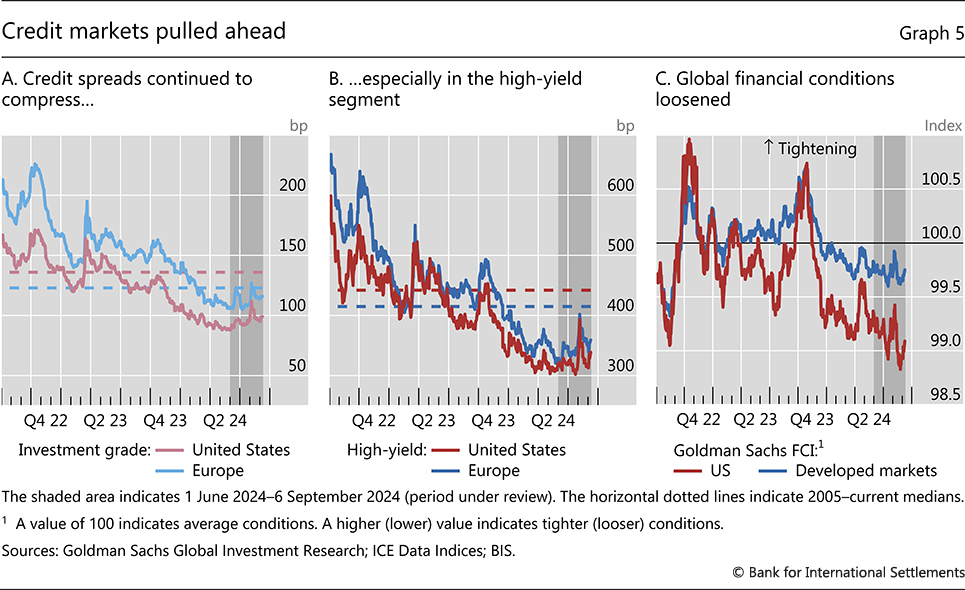 Credit markets pulled ahead
Graph 5
A. Credit spreads continued to
compress…
bp
200
150
100
50
Q4 22
Q2 23
Q4 23
Q2 24
Investment grade:
United States
Europe
B. …especially in the high-yield
segment
bp
600
500
400
300
Q4 22
Q2 23
Q4 23
Q2 24
High-yield:
United States
Europe
C. Global financial conditions
loosened
Index
↑ Tightening
100.5
100.0
99.5
99.0
98.5
Q4 22
Q2 23
Q4 23
Q2 24
Goldman Sachs FCI:¹
US
Developed markets
The shaded area indicates 1 June 2024–6 September 2024 (period under review). The horizontal dotted lines indicate 2005–current medians.
¹ A value of 100 indicates average conditions. A higher (lower) value indicates tighter (looser) conditions.
Sources: Goldman Sachs Global Investment Research; ICE Data Indices; BIS.
© Bank for International Settlements